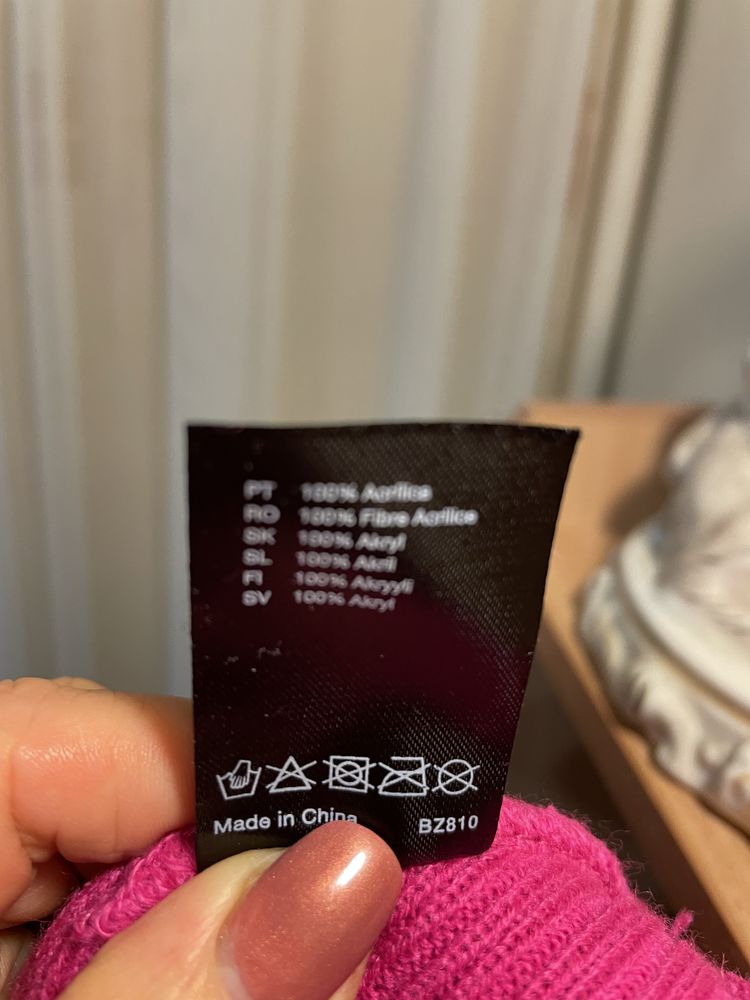 PT 100% Acrílico
RO 100% Fibre Acrilice
SK 100% Akryl
SL 100% Akril
FI 100% Akryyli
SV 100% Akryl
Made in China BZ810